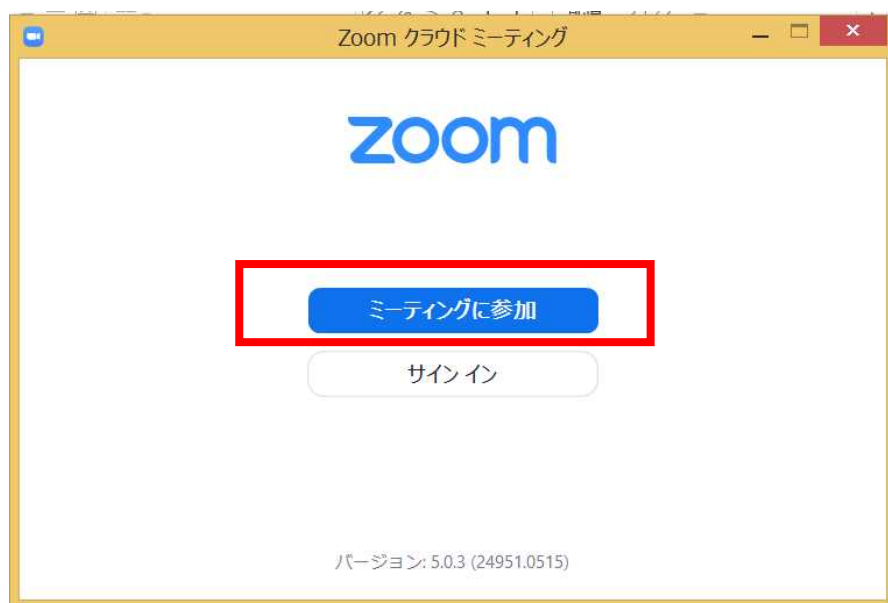 Zoom クラウド ミーティング
zoom
ミーティングに参加
サイン イン
バージョン: 5.0.3 (24951.0515)